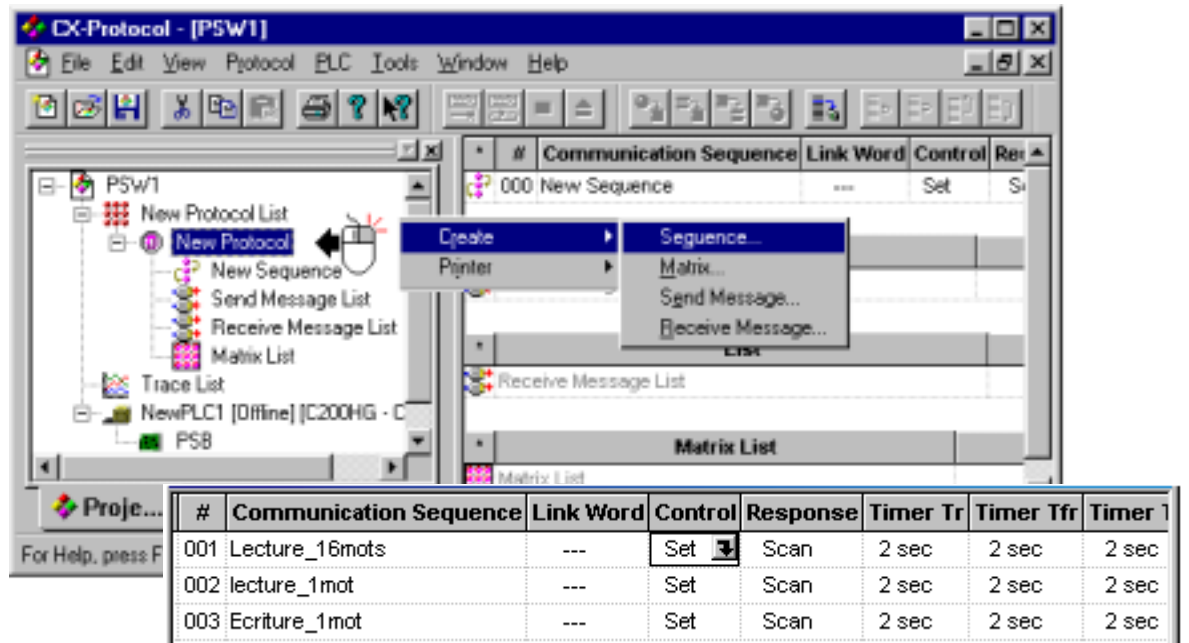 CX-Protocol - [PSW1]
File Edit View Protocol PLC Tools Window Help
* # Communication Sequence Link Word Control
000 New Sequence --- Set
PSW1
New Protocol List
New Protocol
New Sequence
Send Message List
Receive Message List
Matrix List
Trace List
NewPLC1 [Offline] [C200HG - C
PSB
Create
Printer
Sequence...
Matrix...
Send Message...
Receive Message...
* List
Receive Message List
* Matrix List
Matrix List
Proje...
For Help, press F
# Communication Sequence Link Word Control Response Timer Tr Timer Tfr Timer T
001 Lecture_16mots --- Set Scan 2 sec 2 sec 2 sec
002 lecture_1mot --- Set Scan 2 sec 2 sec 2 sec
003 Ecriture_1mot --- Set Scan 2 sec 2 sec 2 sec